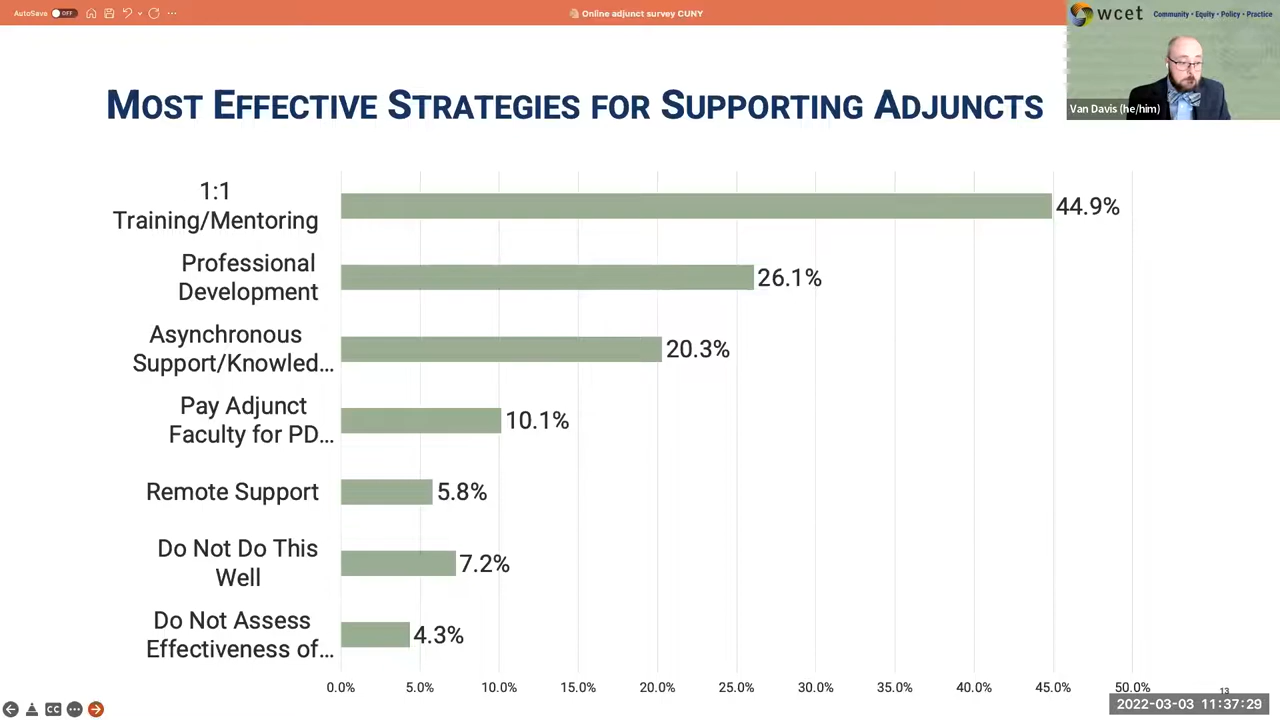 AutoSave OFF
Online adjunct survey CUNY
wcet Community • Equity • Policy • Practice
Van Davis (he/him)
MOST EFFECTIVE STRATEGIES FOR SUPPORTING ADJUNCTS
1:1
Training/Mentoring
44.9%
Professional
Development
26.1%
Asynchronous
Support/Knowled...
20.3%
Pay Adjunct
Faculty for PD...
10.1%
Remote Support
5.8%
Do Not Do This
Well
7.2%
Do Not Assess
Effectiveness of...
4.3%
0.0% 5.0% 10.0% 15.0% 20.0% 25.0% 30.0% 35.0% 40.0% 45.0% 50.0%
13
CC
2022-03-03 11:37:29